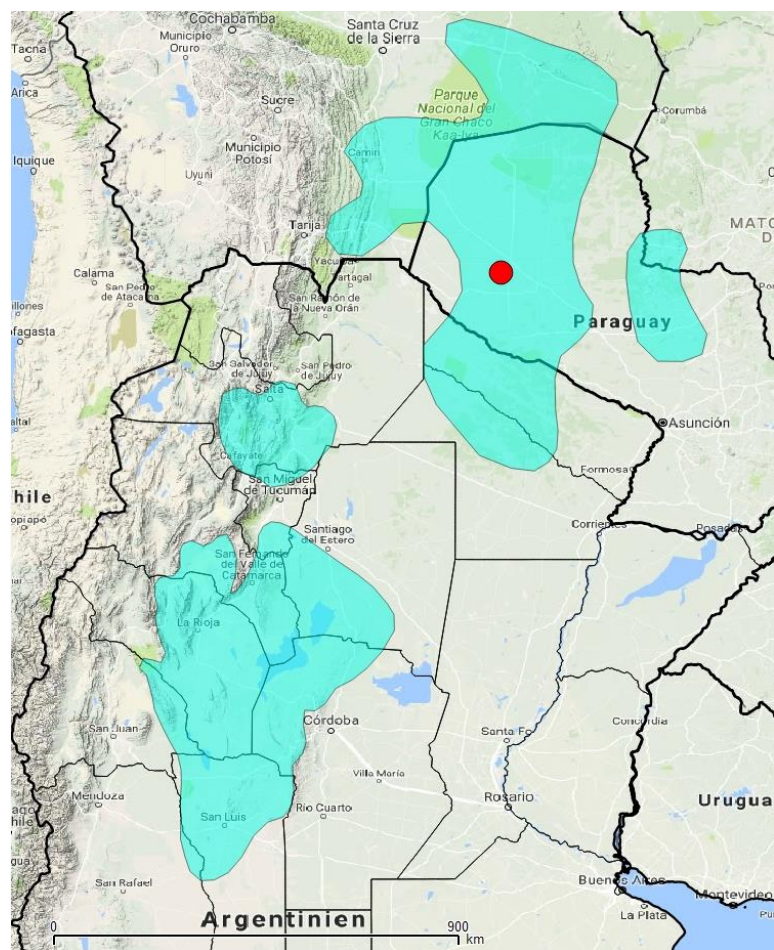 Cochabamba
Santa Cruz
de la Sierra
Tacna
Municipio
Oruro
Arica
Sucre
Parque
Nacional del
Gran Chaco
Kaa-Iya
Corumbá
Iquique
Municipio
Potosí
Camiri
Uyuni
Tarija
MATO
Yacuiba
Tartagal
Calama
San Pedro
de Atacama
San Ramón de
la Nueva Orán
Paraguay
San Salvador
de Jujuy
San Pedro
de Jujuy
Salta
Asunción
Cafayate
San Miguel
de Tucumán
Formosa
hile
Copiapo
Santiago
del Estero
Corrientes
Posadas
San Fernando
del Valle de
Catamarca
La Rioja
San Juan
Córdoba
Santa Fe
Concordia
Villa María
Mendoza
Río Cuarto
Rosario
San Luis
Urugua
San Rafael
Buenos Aires
Montevideo
La Plata
Argentinien
0 900
km